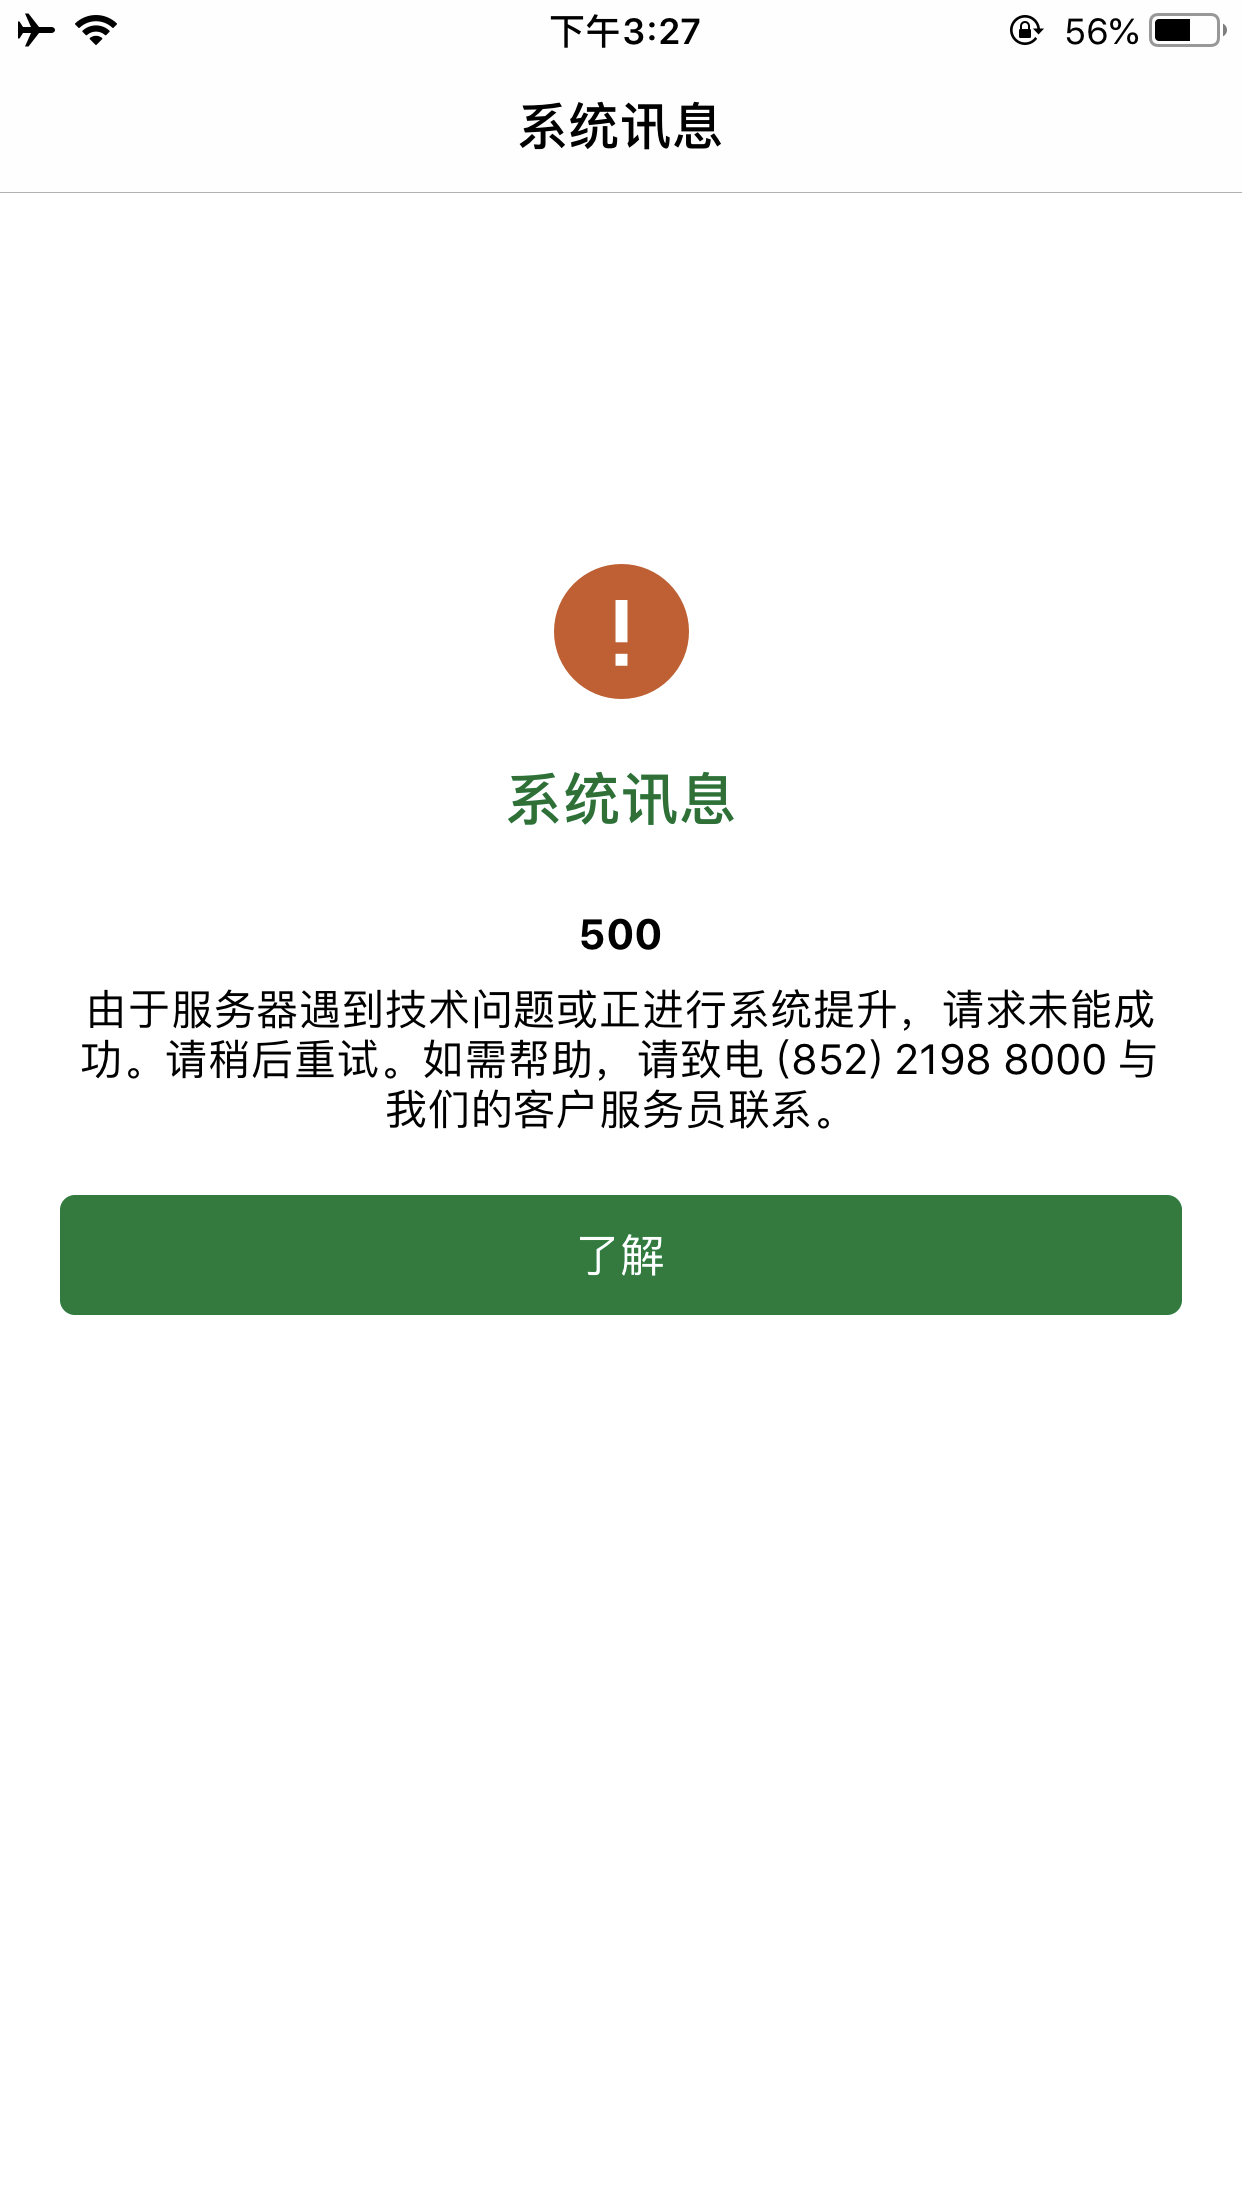 下午3:27
56%
系统讯息
系统讯息
500
由于服务器遇到技术问题或正进行系统提升，请求未能成
功。请稍后重试。如需帮助，请致电 (852) 2198 8000 与
我们的客户服务员联系。
了解